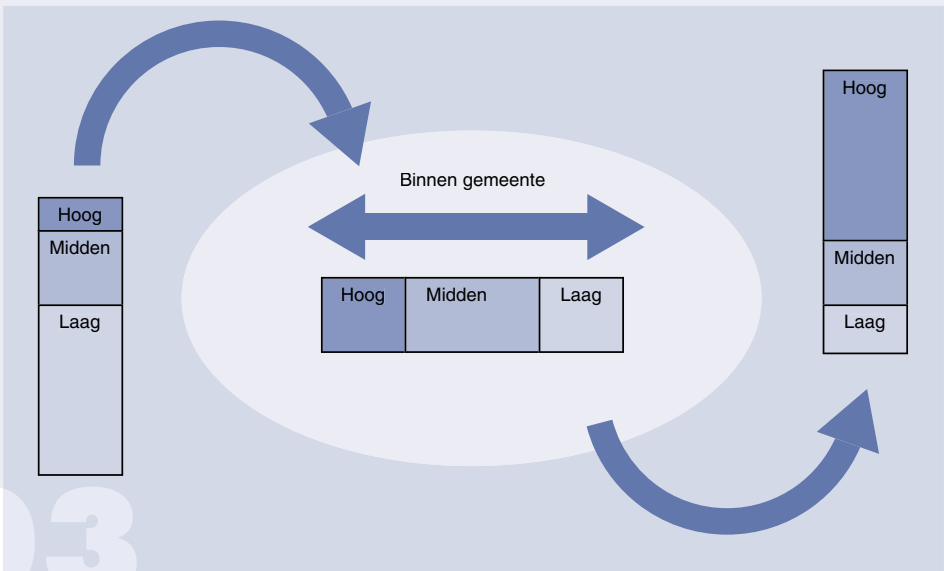 Hoog
Midden
Laag
Binnen gemeente
Hoog Midden Laag
Hoog
Midden
Laag
03